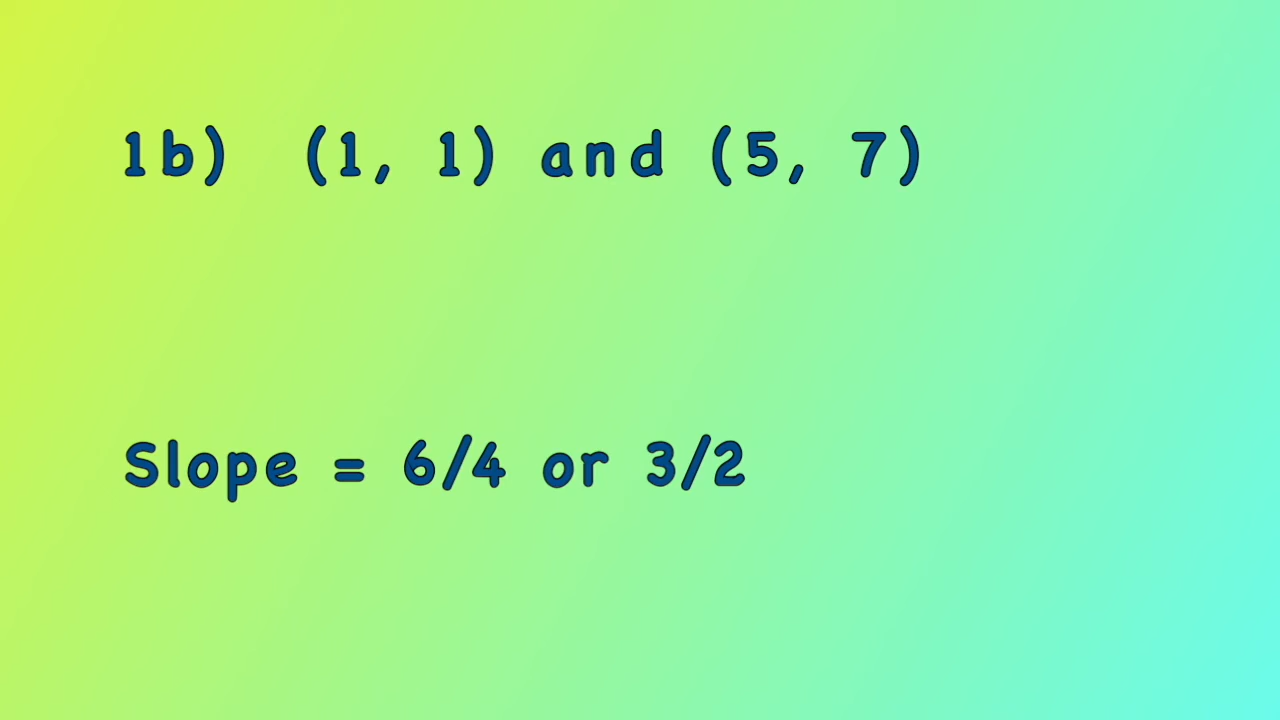 1b) (1, 1) and (5, 7)
Slope = 6/4 or 3/2